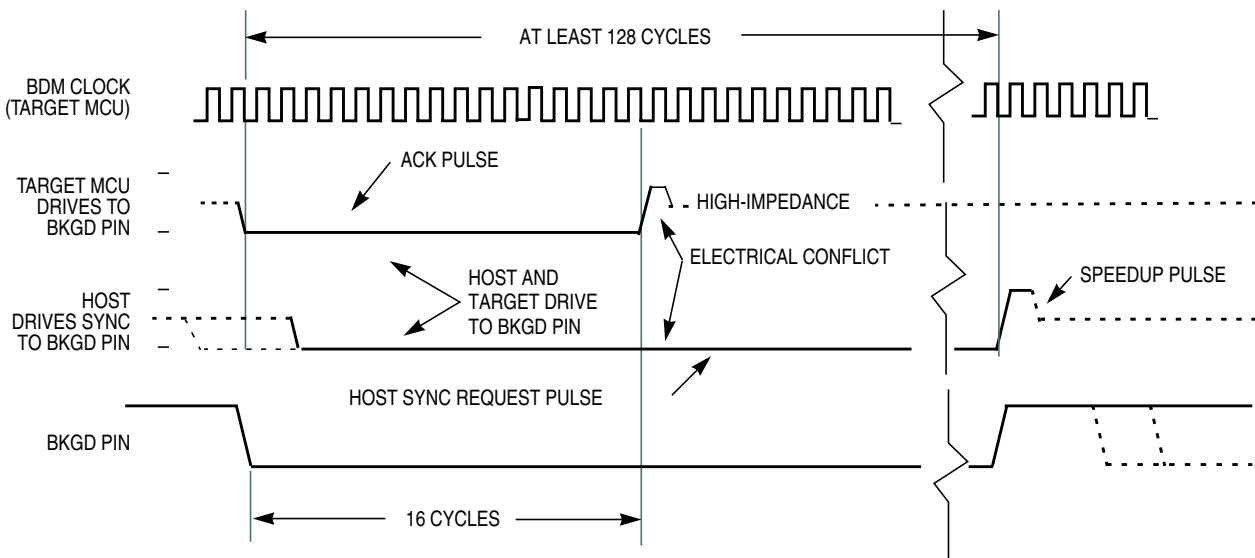 AT LEAST 128 CYCLES
BDM CLOCK
(TARGET MCU)
ACK PULSE
TARGET MCU
DRIVES TO
BKGD PIN
HIGH-IMPEDANCE
ELECTRICAL CONFLICT
HOST AND
TARGET DRIVE
TO BKGD PIN
SPEEDUP PULSE
HOST
DRIVES SYNC
TO BKGD PIN
HOST SYNC REQUEST PULSE
BKGD PIN
16 CYCLES